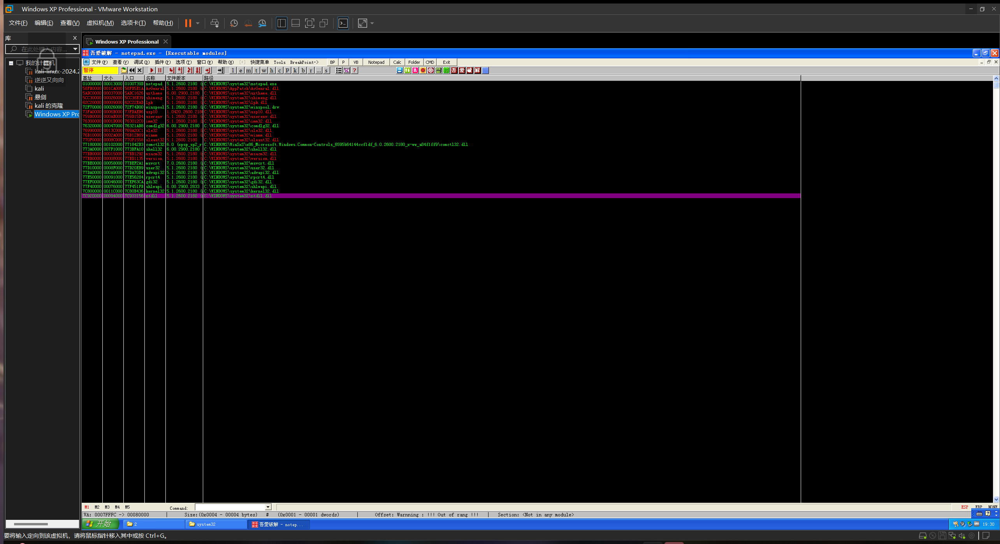 Windows XP Professional - VMware Workstation
文件(F) 编辑(E) 查看(V) 虚拟机(M) 选项卡(T) 帮助(H)
库
在此处键入内容...
我的计算机
kali-linux-2024.2
逆逆又向向
kali
悬剑
kali 的克隆
Windows XP Pro
Windows XP Professional
吾愛破解 - notepad.exe - [Executable modules]
文件(F) 查看(V) 调试(D) 插件(P) 选项(T) 窗口(W) 帮助(H) [+] 快捷菜单 Tools BreakPoint-> BP P VB Notepad Calc Folder CMD Exit
暂停 l e m t w h c P k b r ... s ? 吾 爱 破 解
基址 大小 入口 名称 文件版本 路径
01000000 00013000 0100739D notepad 5.1.2600.2180 C:\WINDOWS\system32\notepad.exe
58FB0000 001CA000 58FD5E1A AcGenral 5.1.2600.2180 C:\WINDOWS\AppPatch\AcGenral.dll
5ADC0000 00037000 5ADC1626 uxtheme 6.00.2900.2180 C:\WINDOWS\system32\uxtheme.dll
5CC30000 00026000 5CC38E39 shimeng 5.1.2600.2180 C:\WINDOWS\system32\shimeng.dll
62C20000 00009000 62C22EAD lpk 5.1.2600.2180 C:\WINDOWS\system32\lpk.dll
72F70000 00026000 72F74D00 winspool 5.1.2600.2180 C:\WINDOWS\system32\winspool.drv
73FA0000 0006B000 73FDAEB6 usp10 1.0420.2600.218 C:\WINDOWS\system32\usp10.dll
759D0000 000AE000 759D15D4 userenv 5.1.2600.2180 C:\WINDOWS\system32\userenv.dll
76300000 0001D000 763012C0 imm32 5.1.2600.2180 C:\WINDOWS\system32\imm32.dll
76320000 00047000 76321AB8 comdlg32 6.00.2900.2180 C:\WINDOWS\system32\comdlg32.dll
76990000 0013C000 769A20C1 ole32 5.1.2600.2180 C:\WINDOWS\system32\ole32.dll
76B10000 0002A000 76B12B69 winmm 5.1.2600.2180 C:\WINDOWS\system32\winmm.dll
770F0000 0008C000 770F1558 oleaut32 5.1.2600.2180 C:\WINDOWS\system32\oleaut32.dll
77180000 00102000 771842B3 comctl32 6.0 (xpsp_sp2_r C:\WINDOWS\WinSxS\x86_Microsoft.Windows.Common-Controls_6595b64144ccf1df_6.0.2600.2180_x-ww_a84f1ff9\comctl32.dll
773A0000 007F1000 773BFA10 shell32 6.00.2900.2180 C:\WINDOWS\system32\shell32.dll
77BB0000 00015000 77BB1292 msacm32 5.1.2600.2180 C:\WINDOWS\system32\msacm32.dll
77BD0000 00008000 77BD1135 version 5.1.2600.2180 C:\WINDOWS\system32\version.dll
77BE0000 00058000 77BEF2A1 msvcrt 7.0.2600.2180 C:\WINDOWS\system32\msvcrt.dll
77D10000 0008F000 77D20EB9 user32 5.1.2600.2180 C:\WINDOWS\system32\user32.dll
77DA0000 000A9000 77DA70D4 advapi32 5.1.2600.2180 C:\WINDOWS\system32\advapi32.dll
77E50000 00091000 77E56284 rpcrt4 5.1.2600.2180 C:\WINDOWS\system32\rpcrt4.dll
77EF0000 00046000 77EF63CA gdi32 5.1.2600.2180 C:\WINDOWS\system32\gdi32.dll
77F40000 00076000 77F451FB shlwapi 6.00.2900.2833 C:\WINDOWS\system32\shlwapi.dll
7C800000 0011C000 7C80B436 kernel32 5.1.2600.2180 C:\WINDOWS\system32\kernel32.dll
7C920000 00094000 7C933156 ntdll 5.1.2600.2180 C:\WINDOWS\system32\ntdll.dll
M1 M2 M3 M4 M5 Command: ESP EBP NONE
VA: 0007FFFC -> 00080000 | Size:(0x0004 - 00004 bytes) # (0x0001 - 00001 dwords) | Offset: Warnning : !!! Out of rang !!! | Section: <Not in any module>
开始 2 system32 吾愛破解 - notep... 19:30
要将输入定向到该虚拟机，请将鼠标指针移入其中或按 Ctrl+G。